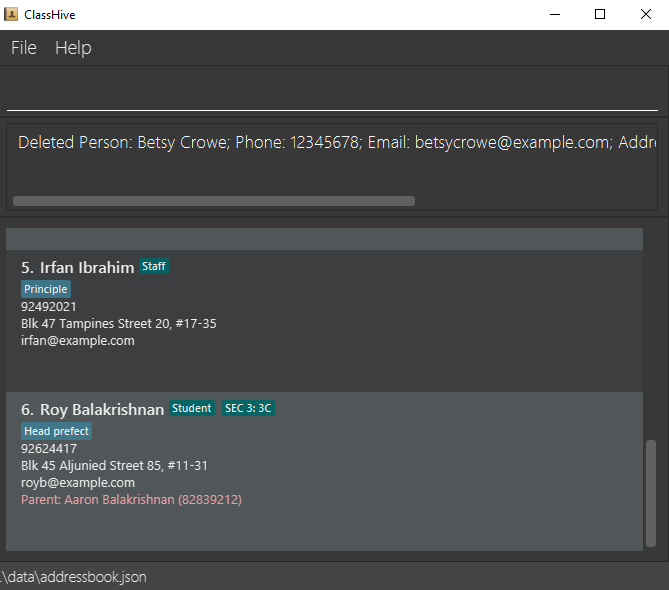 ClassHive
File Help
Deleted Person: Betsy Crowe; Phone: 12345678; Email: betsycrowe@example.com; Addr
5. Irfan Ibrahim Staff
Principle
92492021
Blk 47 Tampines Street 20, #17-35
irfan@example.com
6. Roy Balakrishnan Student SEC 3: 3C
Head prefect
92624417
Blk 45 Aljunied Street 85, #11-31
royb@example.com
Parent: Aaron Balakrishnan (82839212)
.\data\addressbook.json